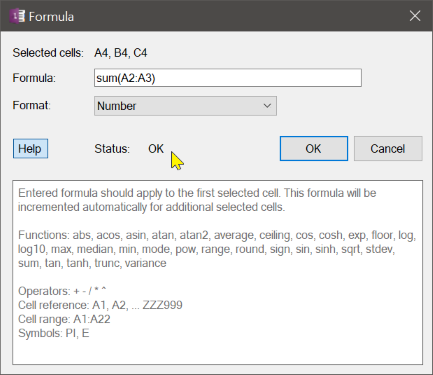 Formula
Selected cells: A4, B4, C4
Formula: sum(A2:A3)
Format: Number
Help Status: OK OK Cancel
Entered formula should apply to the first selected cell. This formula will be
incremented automatically for additional selected cells.
Functions: abs, acos, asin, atan, atan2, average, ceiling, cos, cosh, exp, floor, log,
log10, max, median, min, mode, pow, range, round, sign, sin, sinh, sqrt, stdev,
sum, tan, tanh, trunc, variance
Operators: + - / * ^
Cell reference: A1, A2, ... ZZZ999
Cell range: A1:A22
Symbols: PI, E